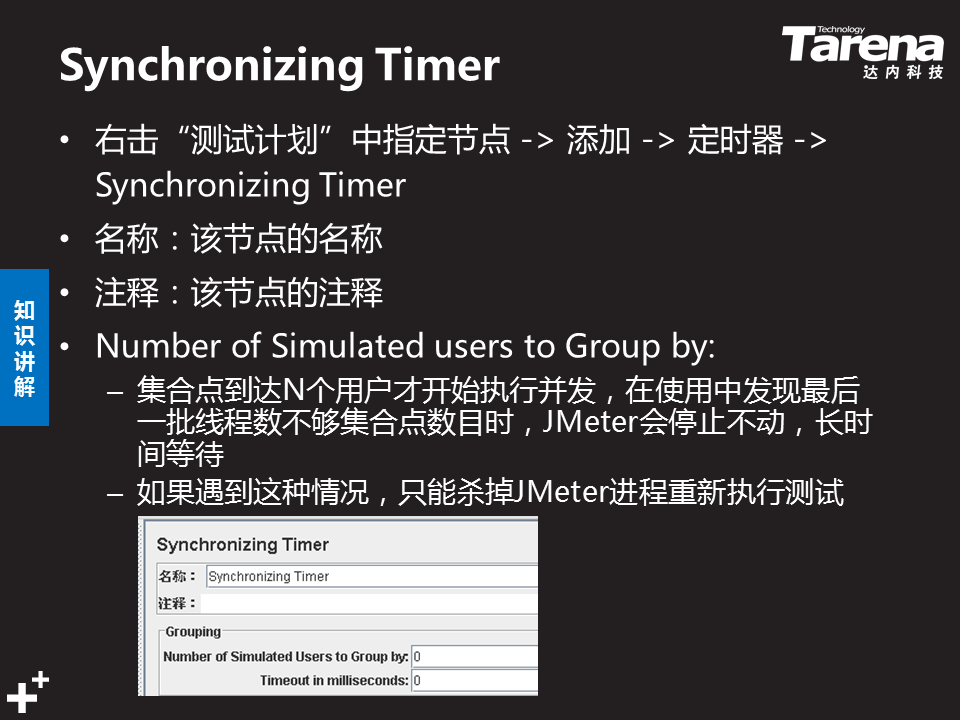 Synchronizing Timer
Technology
Tarena
达内科技
• 右击“测试计划”中指定节点 -> 添加 -> 定时器 ->
Synchronizing Timer
• 名称：该节点的名称
• 注释：该节点的注释
• Number of Simulated users to Group by:
– 集合点到达N个用户才开始执行并发，在使用中发现最后
一批线程数不够集合点数目时，JMeter会停止不动，长时
间等待
– 如果遇到这种情况，只能杀掉JMeter进程重新执行测试
知识讲解
Synchronizing Timer
名称： Synchronizing Timer
注释：
Grouping
Number of Simulated Users to Group by: 0
Timeout in milliseconds: 0